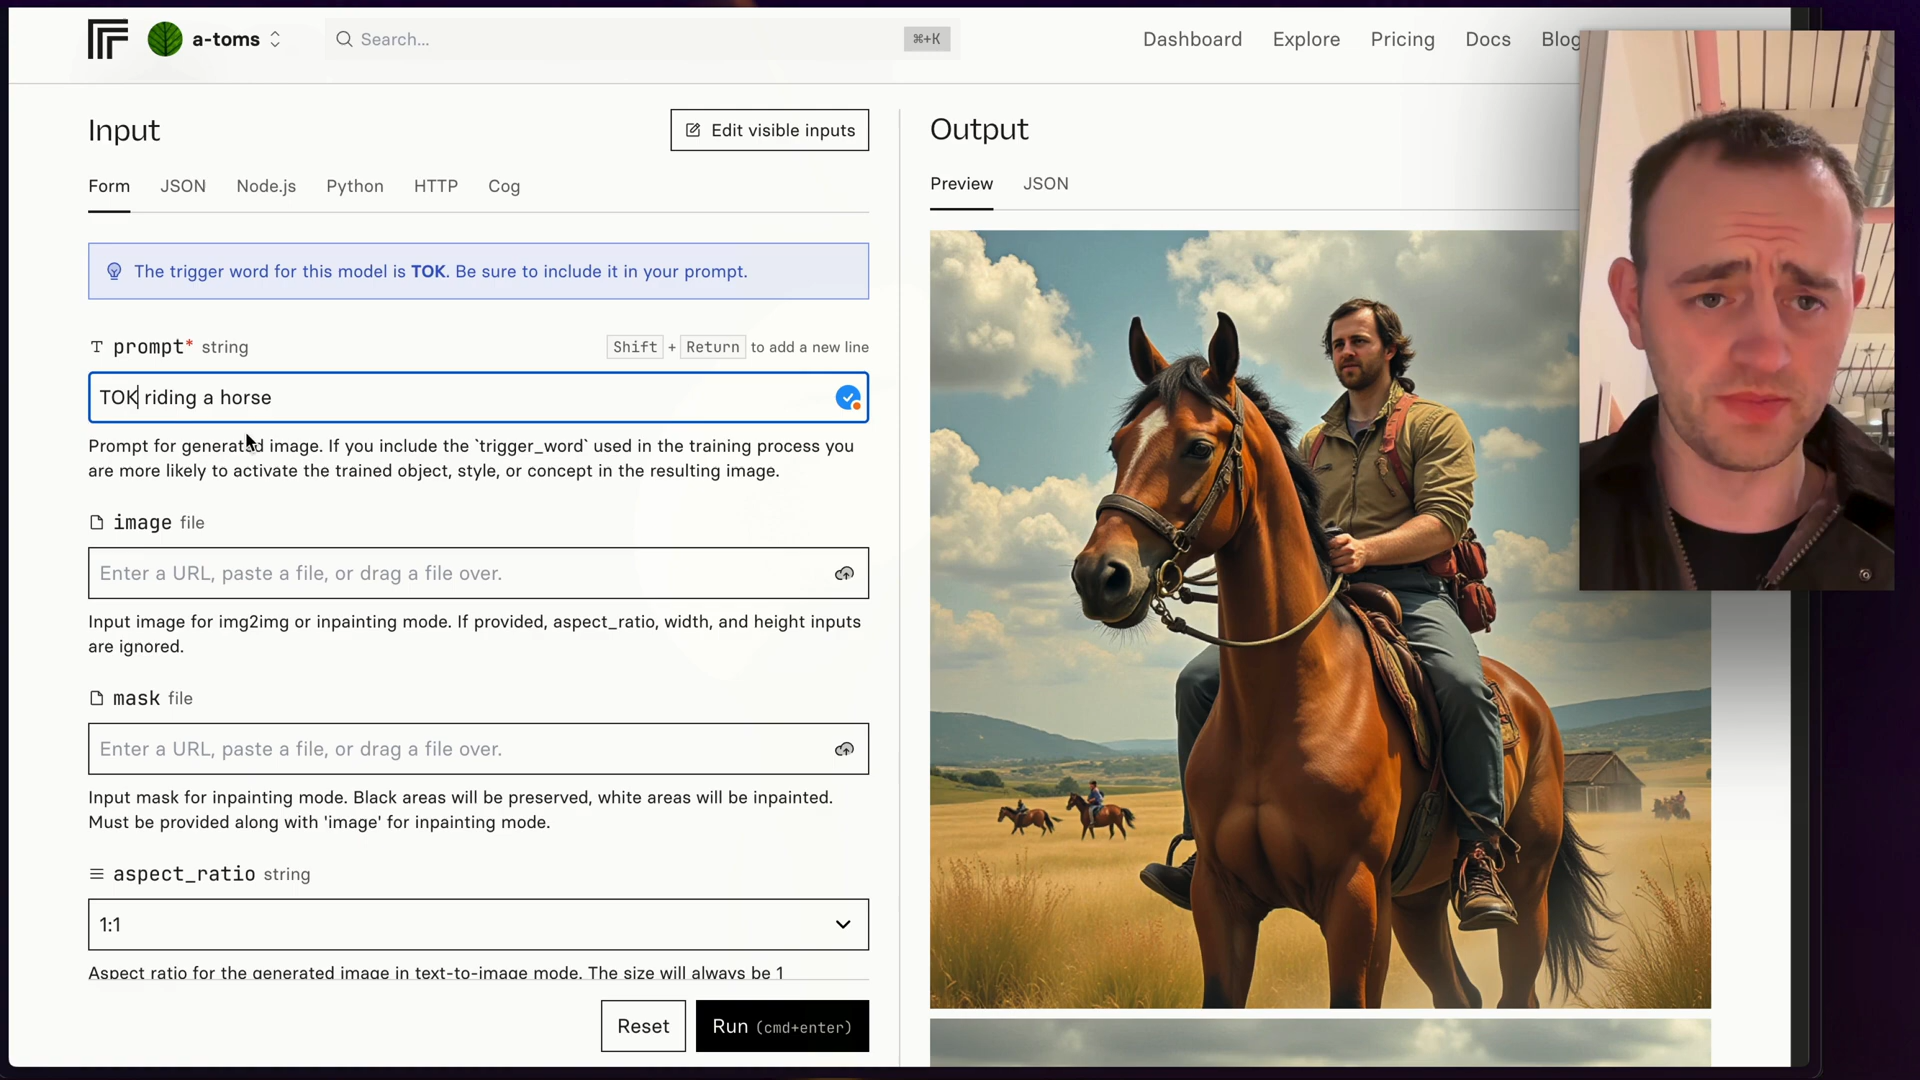 a-toms
Search...
⌘+K
Dashboard
Explore
Pricing
Docs
Blog
Input
Edit visible inputs
Form
JSON
Node.js
Python
HTTP
Cog
The trigger word for this model is TOK. Be sure to include it in your prompt.
prompt* string
Shift + Return to add a new line
TOK riding a horse
Prompt for generated image. If you include the `trigger_word` used in the training process you
are more likely to activate the trained object, style, or concept in the resulting image.
image file
Enter a URL, paste a file, or drag a file over.
Input image for img2img or inpainting mode. If provided, aspect_ratio, width, and height inputs
are ignored.
mask file
Enter a URL, paste a file, or drag a file over.
Input mask for inpainting mode. Black areas will be preserved, white areas will be inpainted.
Must be provided along with 'image' for inpainting mode.
aspect_ratio string
1:1
Aspect ratio for the generated image in text-to-image mode. The size will always be 1
Reset
Run (cmd+enter)
Output
Preview
JSON